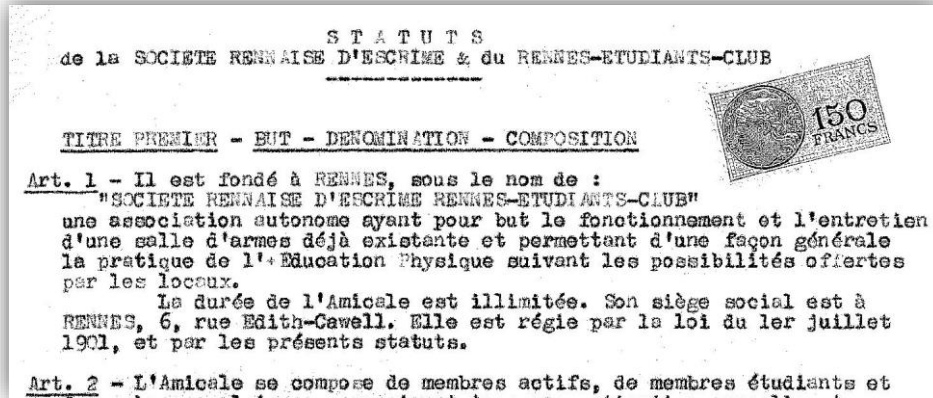 S T A T U T S
de la SOCIETE RENNAISE D'ESCRIME & du RENNES-ETUDIANTS-CLUB
150
FRANCS
TITRE PREMIER - BUT - DENOMINATION - COMPOSITION
Art. 1 - Il est fondé à RENNES, sous le nom de :
"SOCIETE RENNAISE D'ESCRIME RENNES-ETUDIANTS-CLUB"
une association autonome ayant pour but le fonctionnement et l'entretien
d'une salle d'armes déjà existante et permettant d'une façon générale
la pratique de l'+Education Physique suivant les possibilités offertes
par les locaux.
La durée de l'Amicale est illimitée. Son siège social est à
RENNES, 6, rue Edith-Cawell. Elle est régie par la loi du 1er juillet
1901, et par les présents statuts.
Art. 2 - L'Amicale se compose de membres actifs, de membres étudiants et